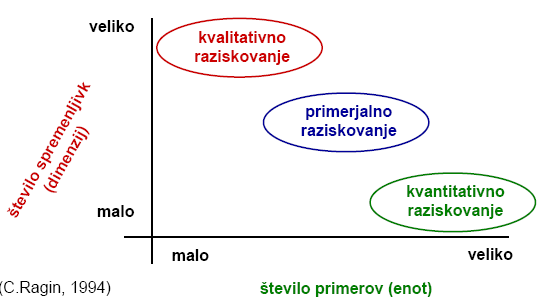 veliko
kvalitativno
raziskovanje
število spremenljivk
(dimenzij)
primerjalno
raziskovanje
kvantitativno
raziskovanje
malo
malo
veliko
(C.Ragin, 1994)
število primerov (enot)